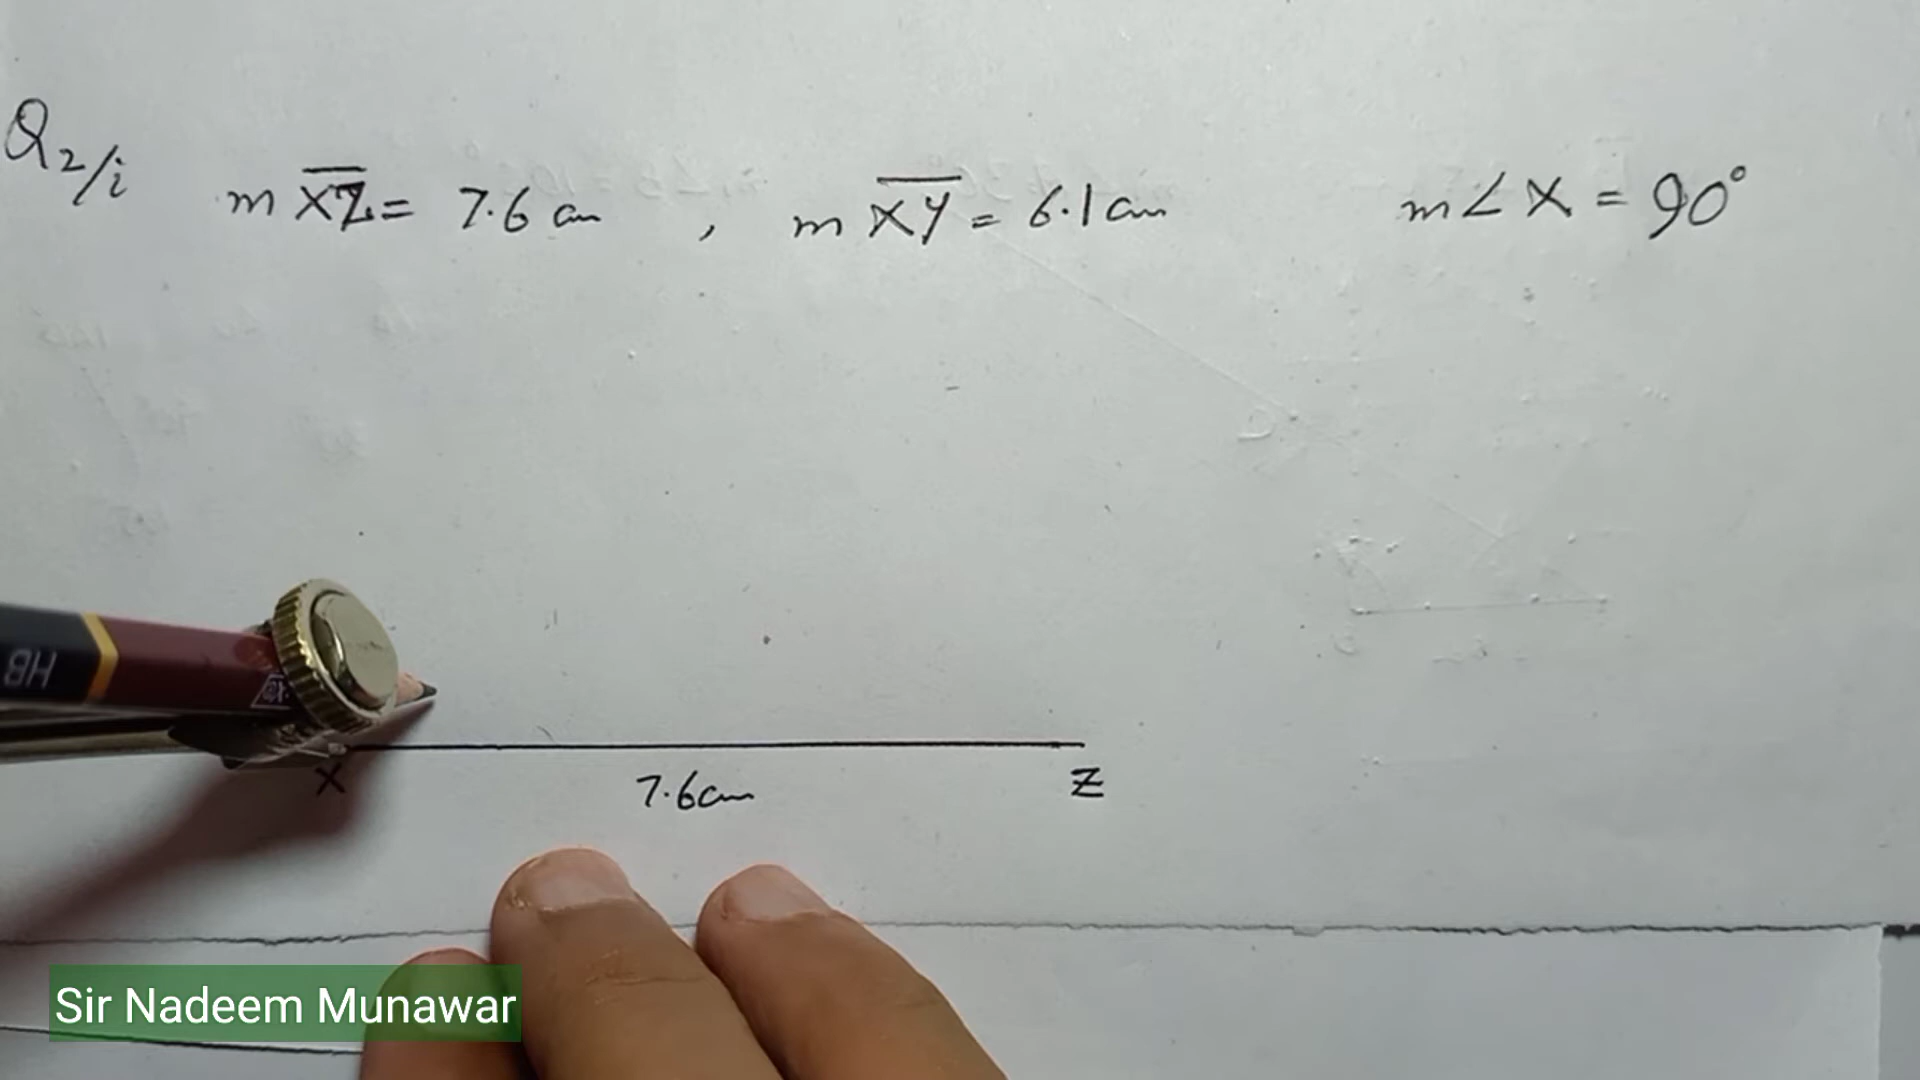 Q2/i m XZ = 7.6 cm , m XY = 6.1 cm m∠X = 90°
HB
X 7.6cm Z
Sir Nadeem Munawar